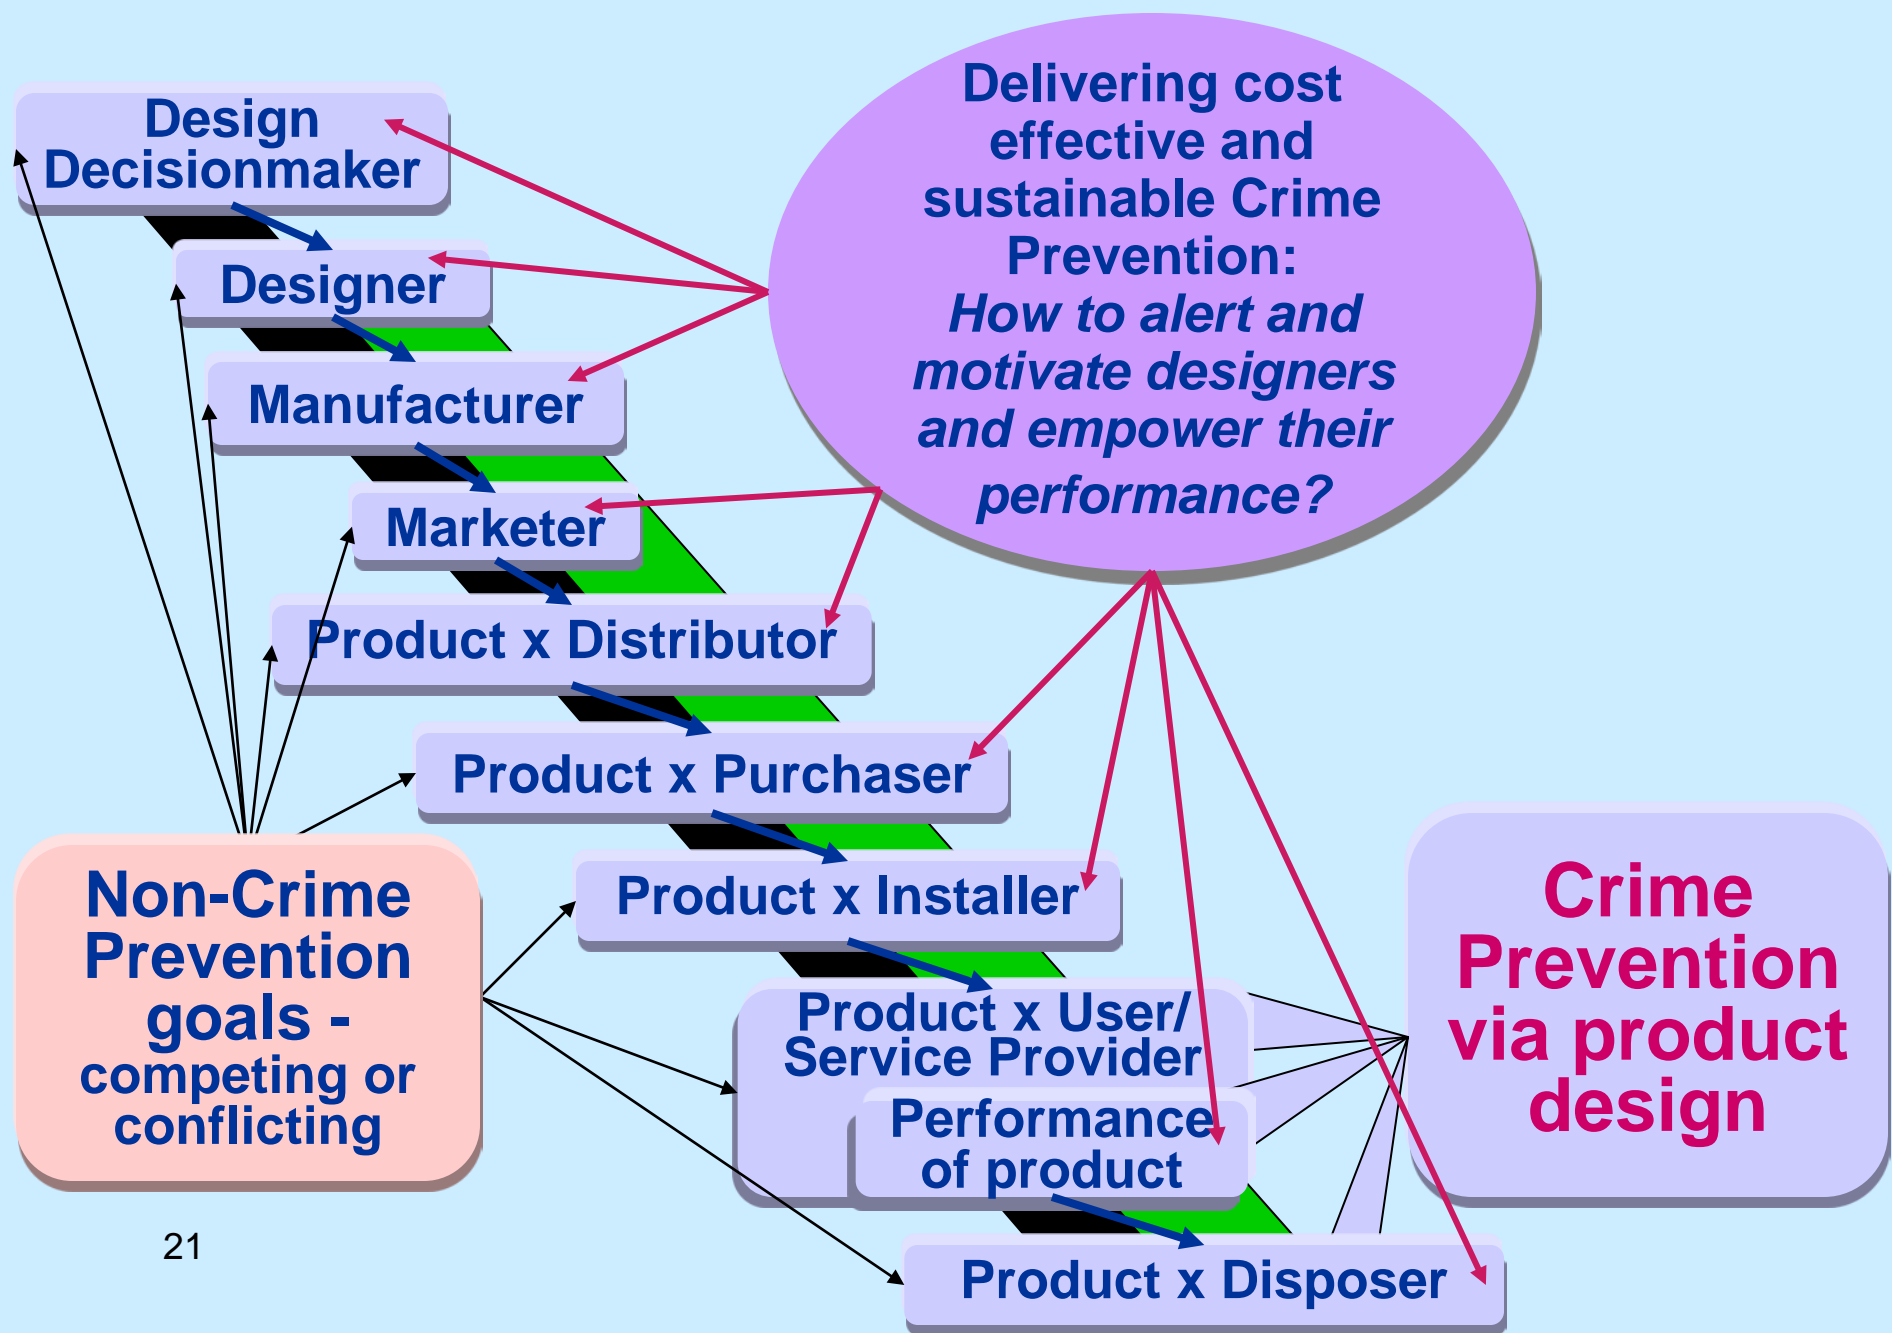 Design
Decisionmaker
Designer
Manufacturer
Marketer
Product x Distributor
Product x Purchaser
Product x Installer
Product x User/
Service Provider
Performance
of product
Product x Disposer
Delivering cost
effective and
sustainable Crime
Prevention:
How to alert and
motivate designers
and empower their
performance?
Non-Crime
Prevention
goals -
competing or
conflicting
Crime
Prevention
via product
design
21